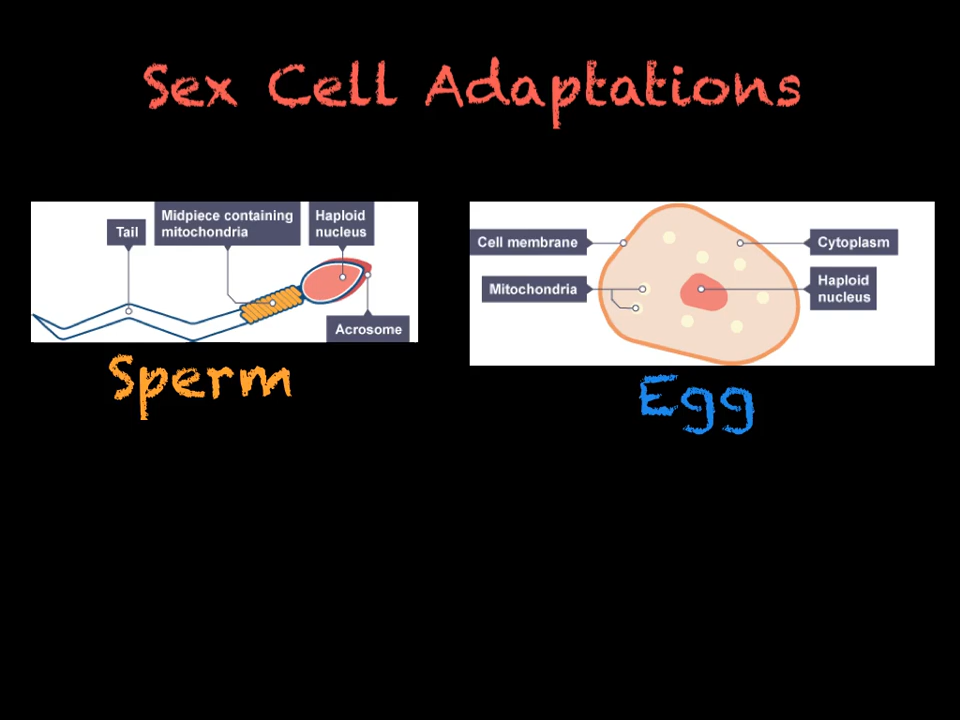 Sex Cell Adaptations
Tail
Midpiece containing
mitochondria
Haploid
nucleus
Acrosome
Sperm
Cell membrane
Mitochondria
Cytoplasm
Haploid
nucleus
Egg